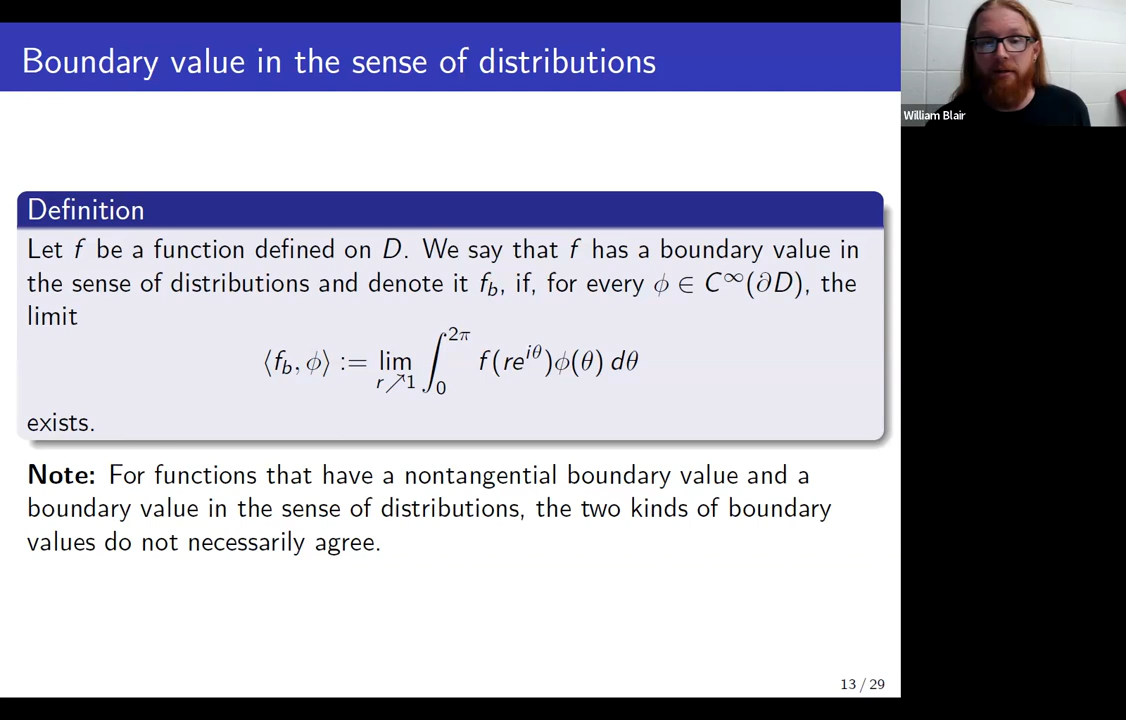 Boundary value in the sense of distributions
William Blair
Definition
Let f be a function defined on D. We say that f has a boundary value in
the sense of distributions and denote it f_b, if, for every ϕ ∈ C^∞(∂D), the
limit
⟨f_b, ϕ⟩ := lim_{r↗1} ∫_0^{2π} f(re^{iθ})ϕ(θ) dθ
exists.
Note: For functions that have a nontangential boundary value and a
boundary value in the sense of distributions, the two kinds of boundary
values do not necessarily agree.
13 / 29